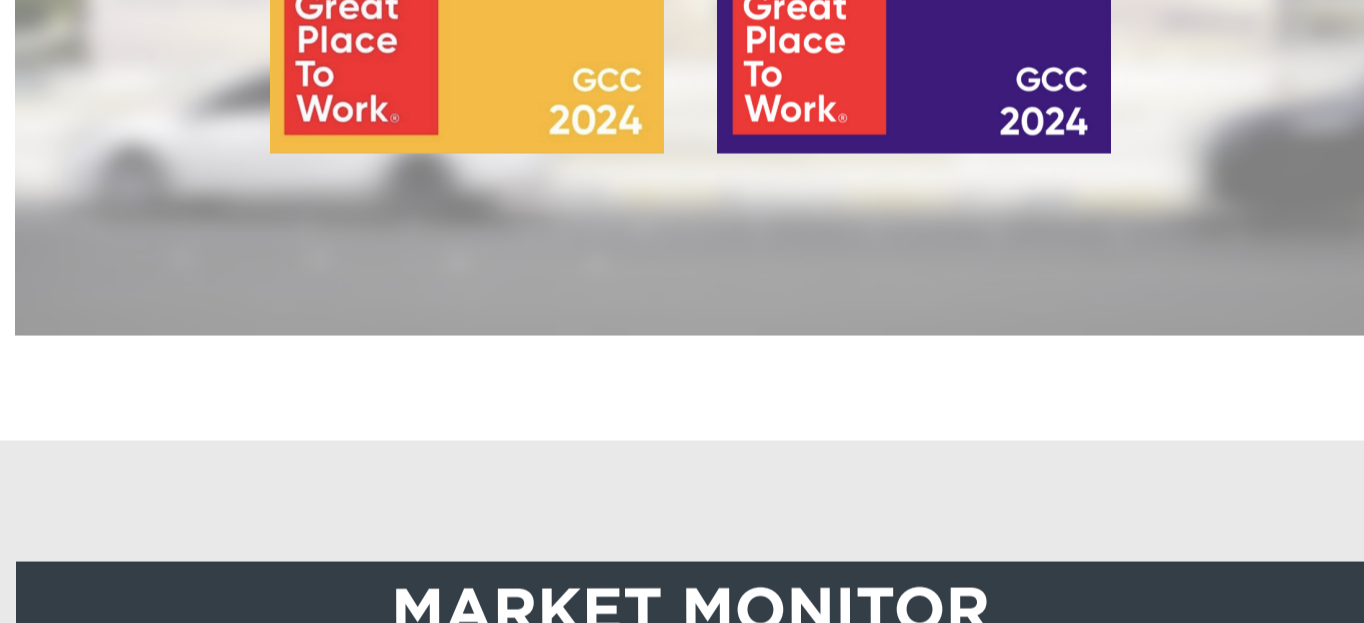 Great
Place
To
Work®
GCC
2024
Great
Place
To
Work®
GCC
2024
MARKET MONITOR